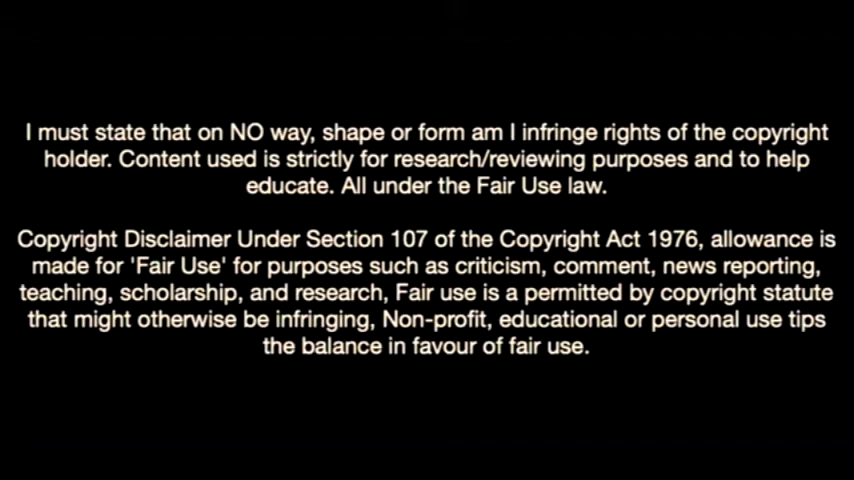 I must state that on NO way, shape or form am I infringe rights of the copyright
holder. Content used is strictly for research/reviewing purposes and to help
educate. All under the Fair Use law.
Copyright Disclaimer Under Section 107 of the Copyright Act 1976, allowance is
made for 'Fair Use' for purposes such as criticism, comment, news reporting,
teaching, scholarship, and research, Fair use is a permitted by copyright statute
that might otherwise be infringing, Non-profit, educational or personal use tips
the balance in favour of fair use.